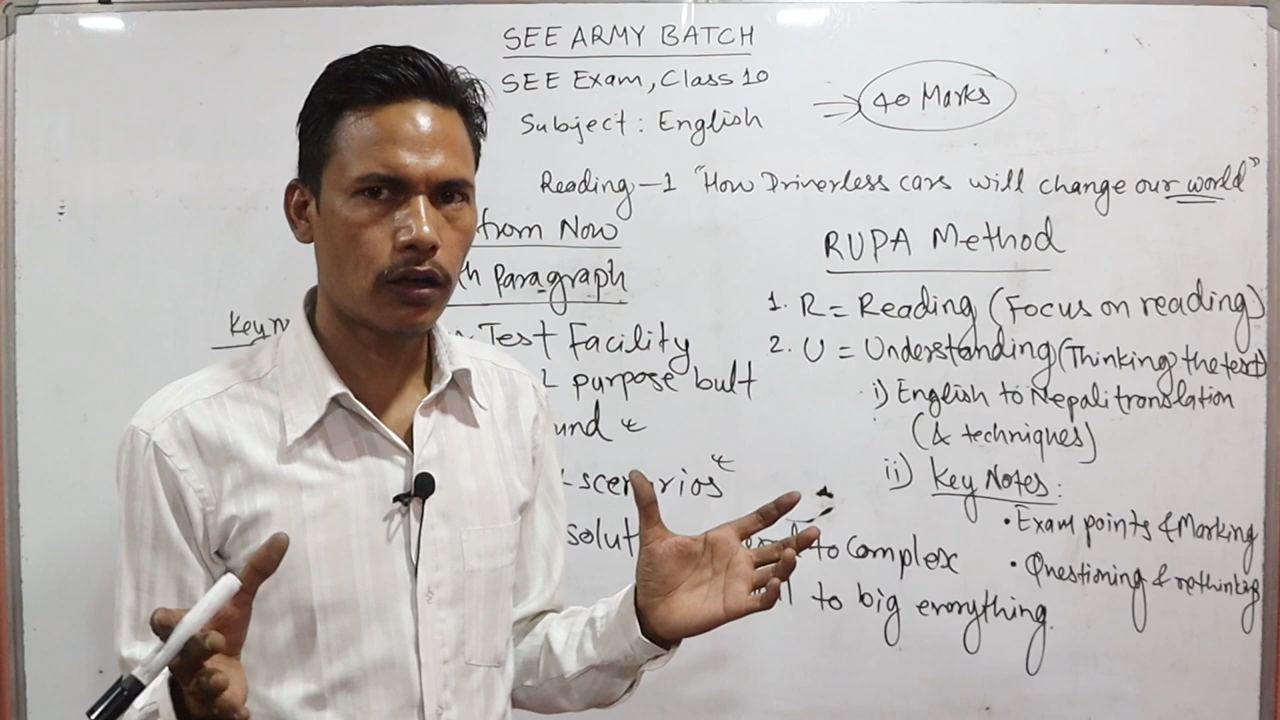 SEE ARMY BATCH
SEE Exam, Class 10
Subject : English
40 Marks
Reading-1 "How Driverless cars will change our world"
from Now
Paragraph
Test Facility
purpose bult
scenarios
to complex
to big everything.
RUPA Method
1. R = Reading (Focus on reading)
2. U = Understanding (Thinking the text)
i) English to Nepali translation
(& techniques)
ii) Key Notes :
• Exam points & Marking
• Questioning & rethinking